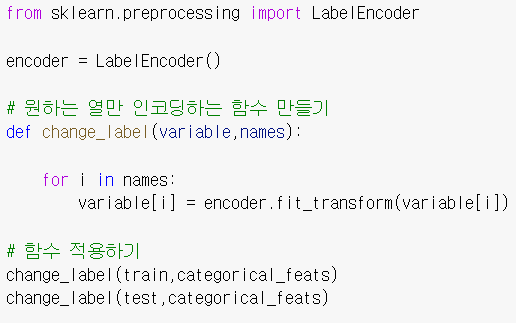 from sklearn.preprocessing import LabelEncoder
encoder = LabelEncoder()
# 원하는 열만 인코딩하는 함수 만들기
def change_label(variable,names):
for i in names:
variable[i] = encoder.fit_transform(variable[i])
# 함수 적용하기
change_label(train,categorical_feats)
change_label(test,categorical_feats)